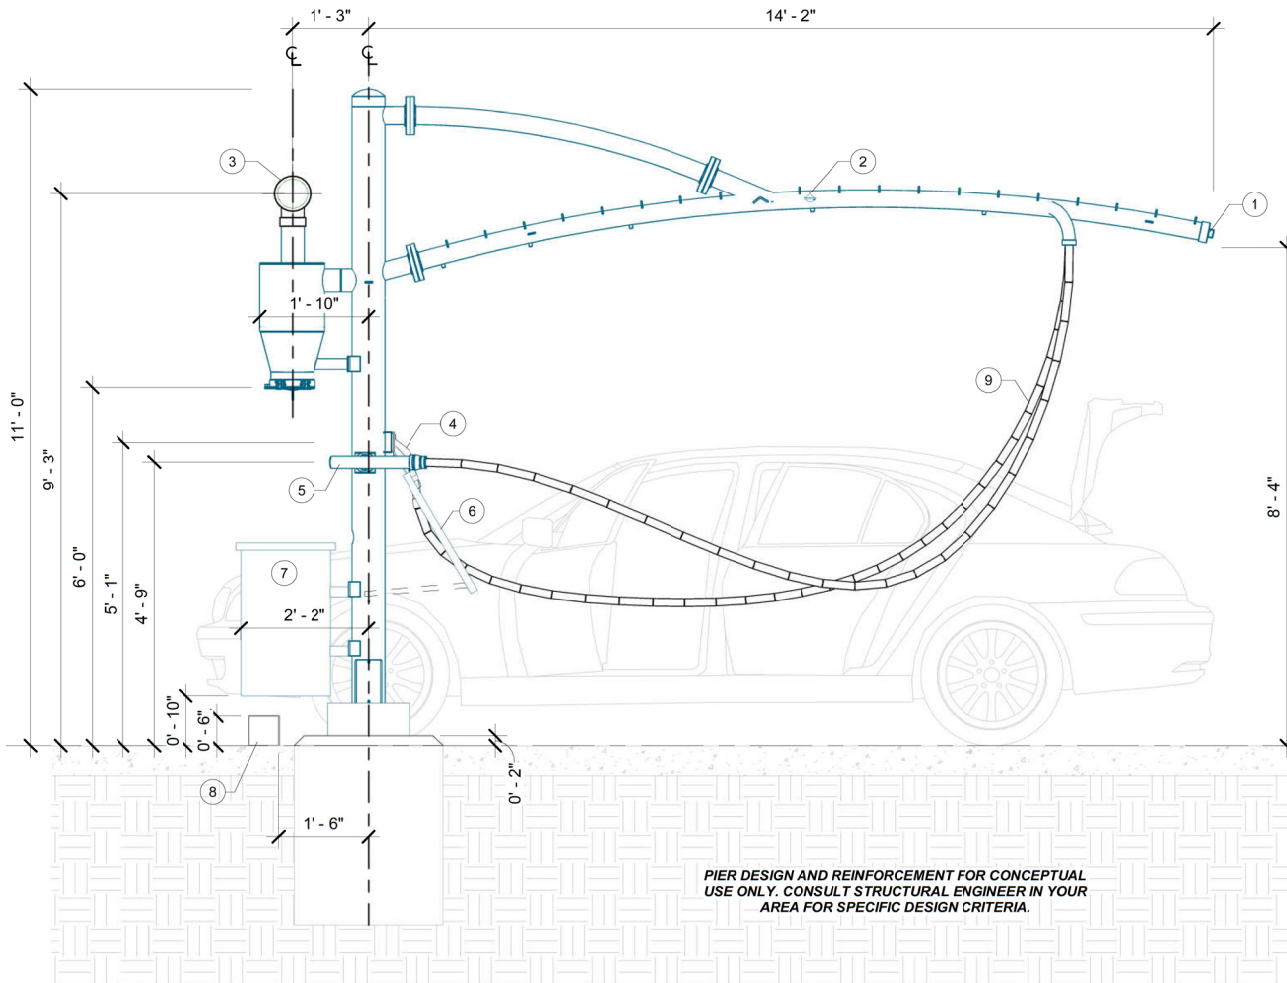 1' - 3"
14' - 2"
℄
℄
3
2
1
1' - 10"
11' - 0"
9' - 3"
9
4
8' - 4"
5
6
6' - 0"
5' - 1"
4' - 9"
7
2' - 2"
0' - 10"
0' - 6"
8
0' - 2"
1' - 6"
PIER DESIGN AND REINFORCEMENT FOR CONCEPTUAL
USE ONLY. CONSULT STRUCTURAL ENGINEER IN YOUR
AREA FOR SPECIFIC DESIGN CRITERIA.